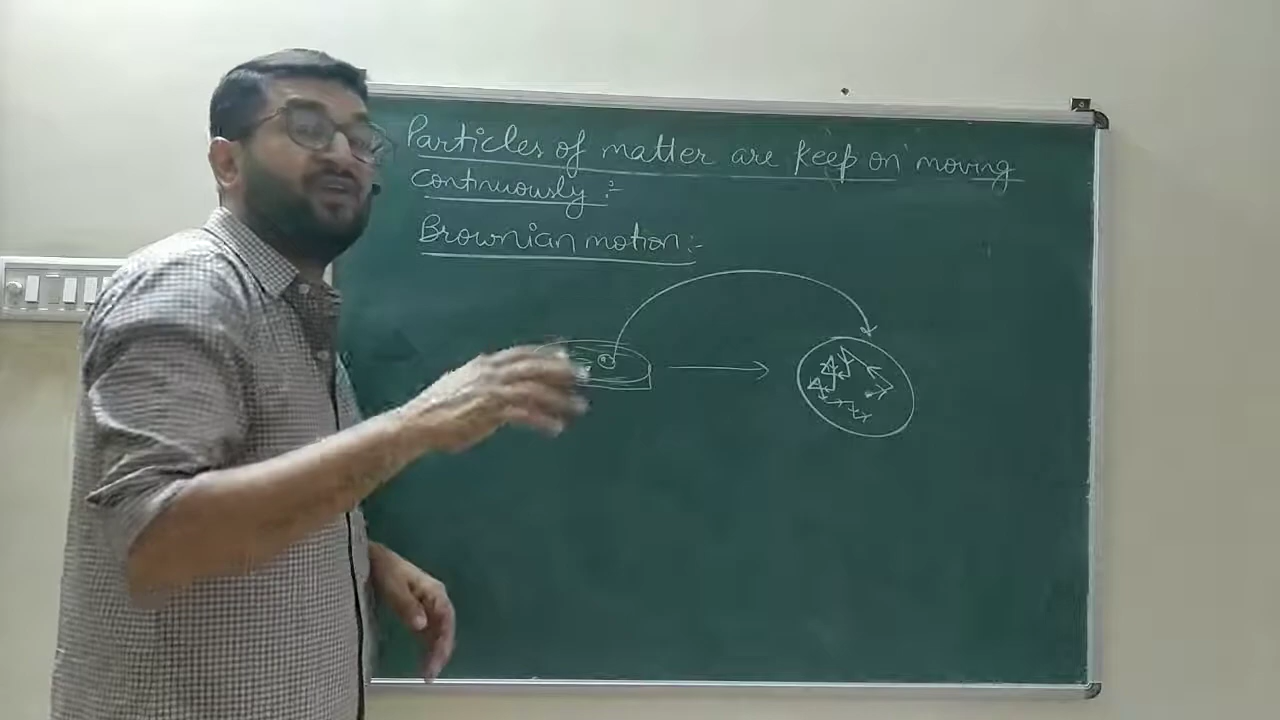 Particles of matter are keep on moving
continuously :-
Brownian motion :-